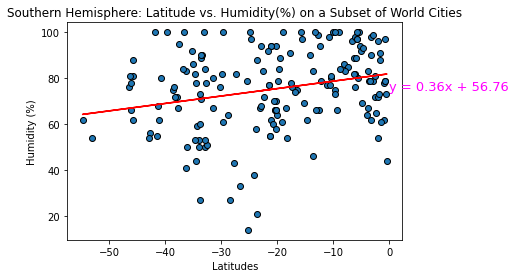 Southern Hemisphere: Latitude vs. Humidity(%) on a Subset of World Cities
100
80
y = 0.36x + 56.76
60
40
20
Humidity (%)
−50
−40
−30
−20
−10
0
Latitudes